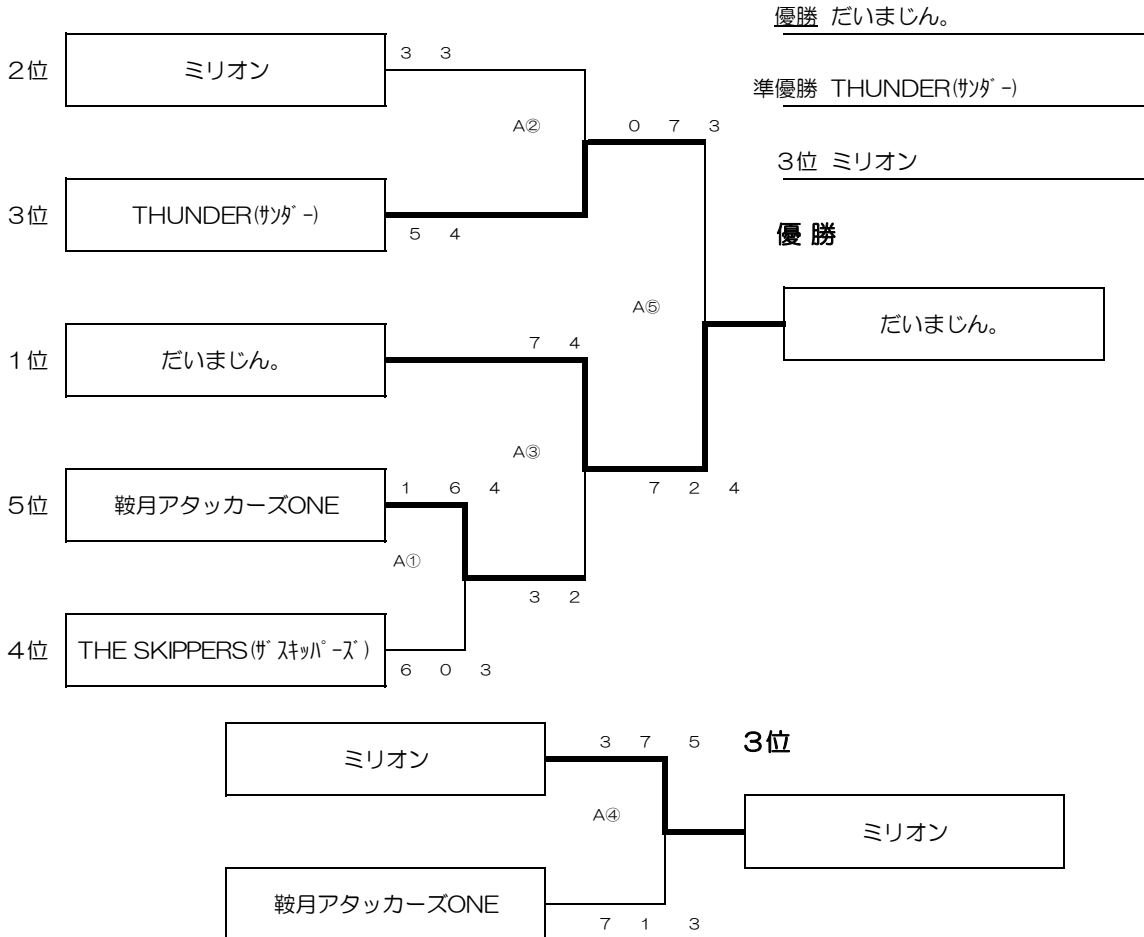 優勝 だいまじん。
3 3
2位 ミリオン
準優勝 THUNDER(ｻﾝﾀﾞｰ)
A② 0 7 3
3位 ミリオン
3位 THUNDER(ｻﾝﾀﾞｰ)
5 4
優 勝
A⑤
だいまじん。
1位 だいまじん。
7 4
A③
1 6 4
7 2 4
5位 鞍月アタッカーズONE
A①
3 2
4位 THE SKIPPERS(ｻﾞｽｷｯﾊﾟｰｽﾞ)
6 0 3
3 7 5
3位
ミリオン
A④
ミリオン
鞍月アタッカーズONE
7 1 3